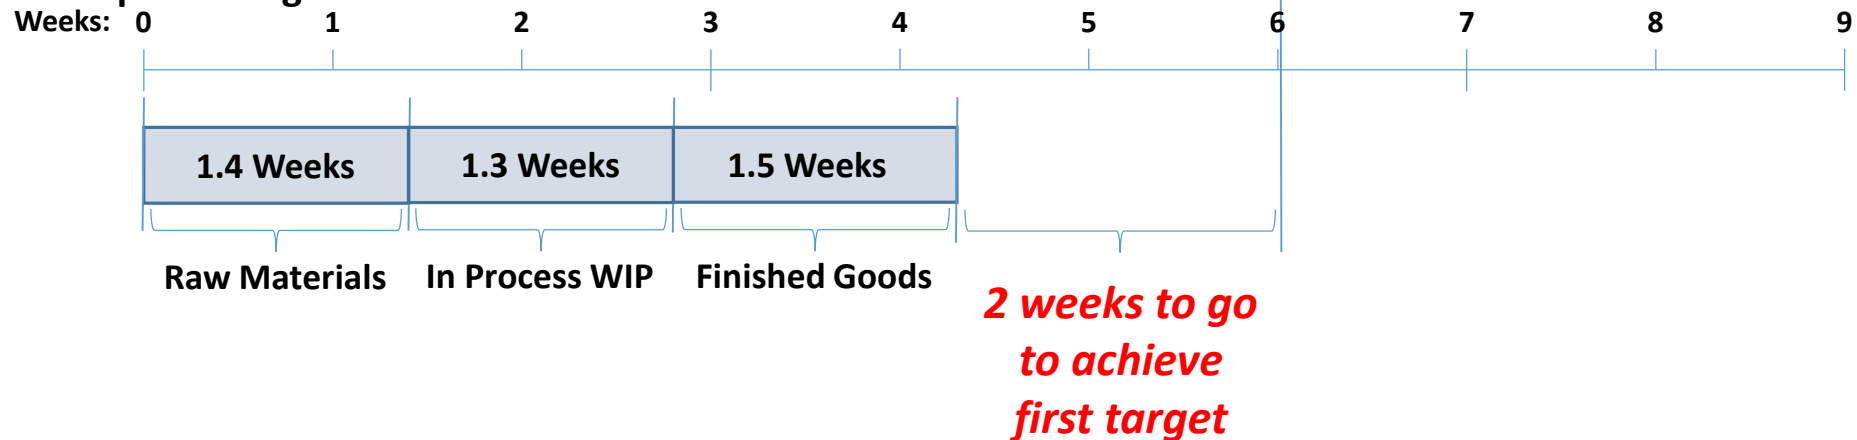 Weeks: 0 1 2 3 4 5 6 7 8 9
1.4 Weeks 1.3 Weeks 1.5 Weeks
Raw Materials In Process WIP Finished Goods
2 weeks to go
to achieve
first target